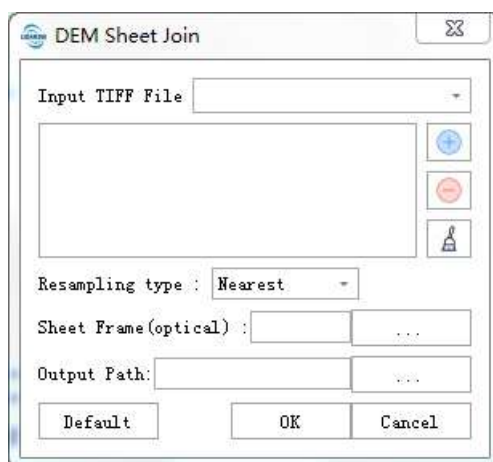 DEM Sheet Join
Input TIFF File
Resampling type : Nearest
Sheet Frame(optical) : ...
Output Path: ...
Default OK Cancel